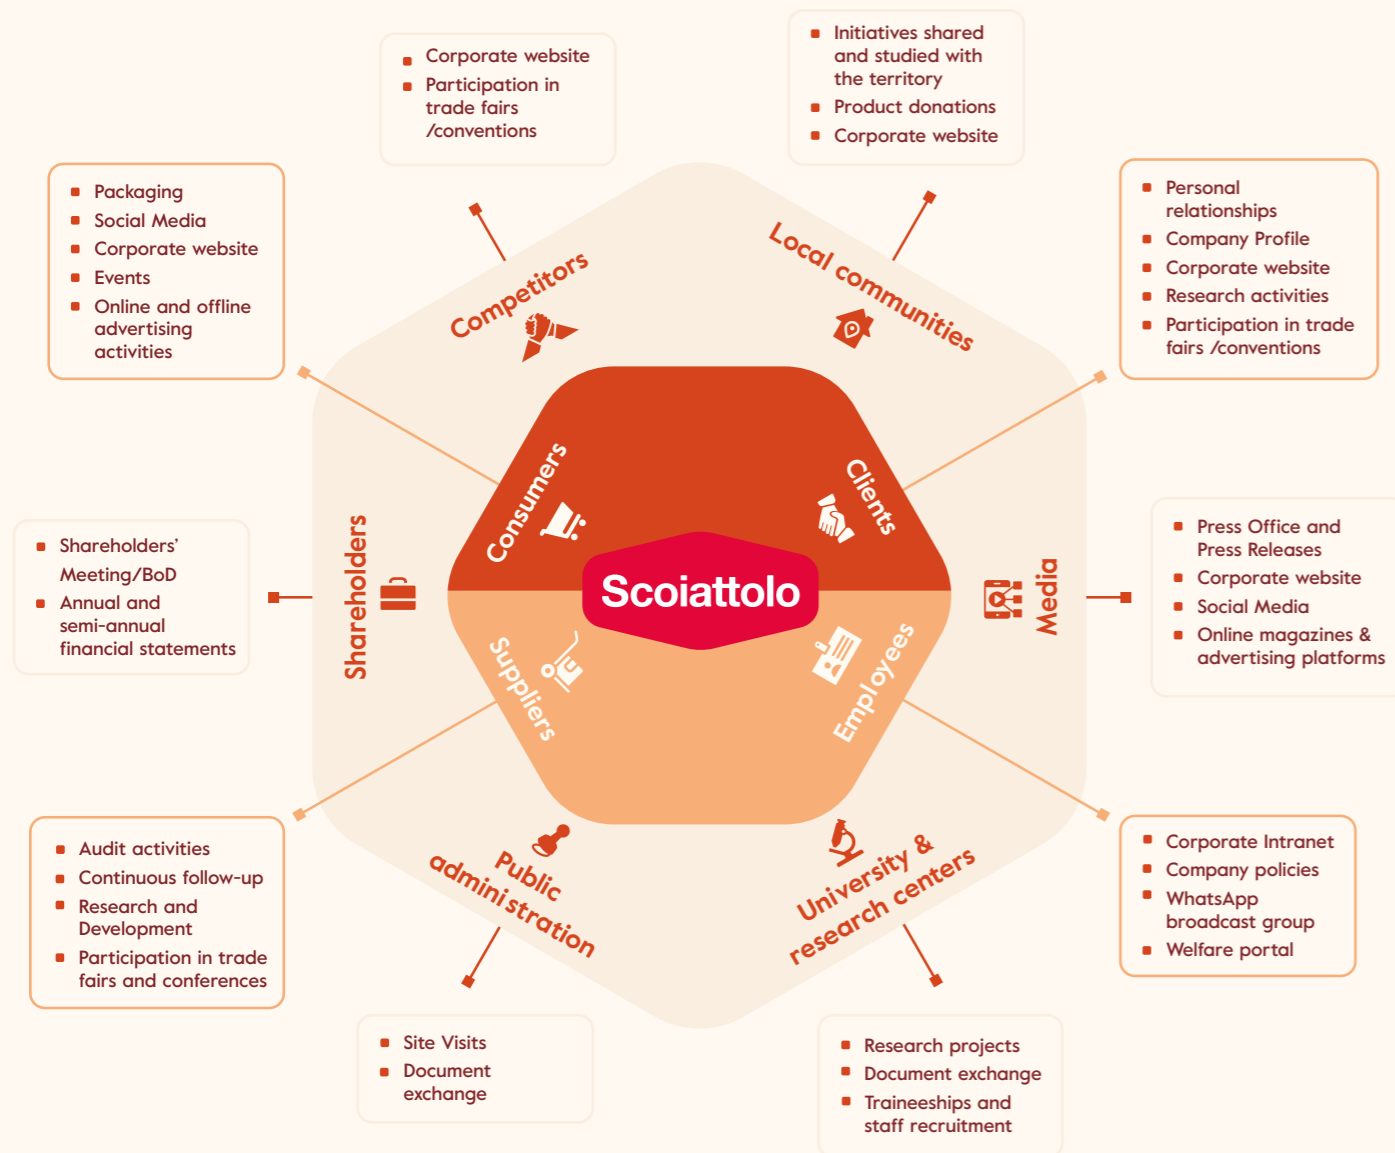 Corporate website
Participation in
trade fairs
/conventions
Initiatives shared
and studied with
the territory
Product donations
Corporate website
Packaging
Social Media
Corporate website
Events
Online and offline
advertising
activities
Personal
relationships
Company Profile
Corporate website
Research activities
Participation in trade
fairs /conventions
Competitors
Local communities
Consumers
Clients
Shareholders’
Meeting/BoD
Annual and
semi-annual
financial statements
Shareholders
Scoiattolo
Media
Press Office and
Press Releases
Corporate website
Social Media
Online magazines &
advertising platforms
Suppliers
Employees
Audit activities
Continuous follow-up
Research and
Development
Participation in trade
fairs and conferences
Public
administration
University &
research centers
Corporate Intranet
Company policies
WhatsApp
broadcast group
Welfare portal
Site Visits
Document
exchange
Research projects
Document exchange
Traineeships and
staff recruitment